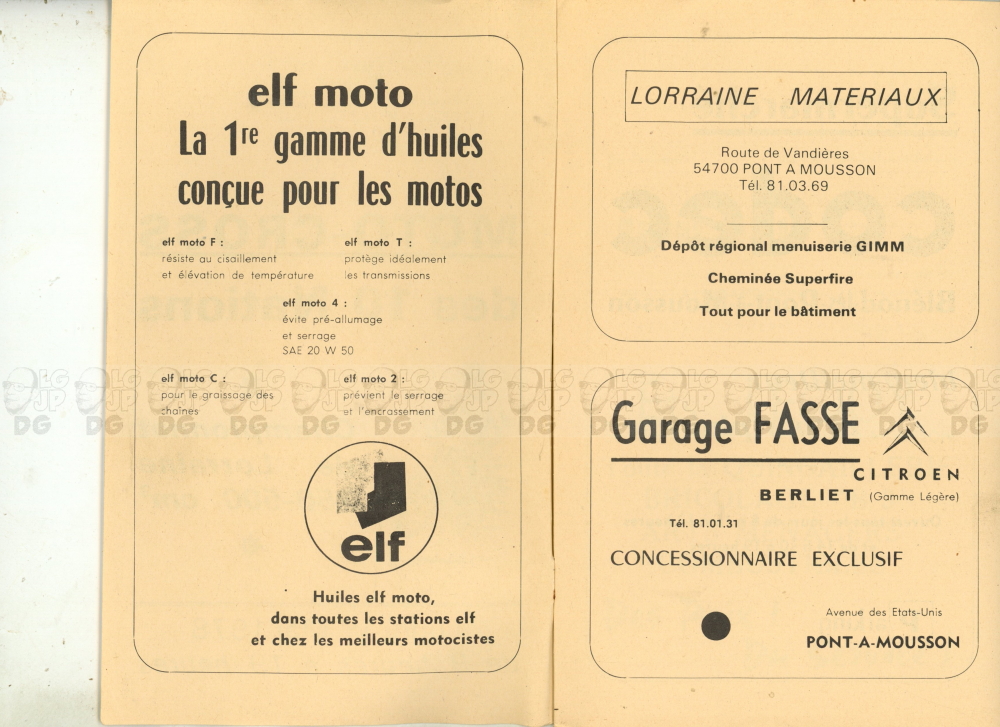 elf moto
La 1re gamme d'huiles
conçue pour les motos
elf moto F :
résiste au cisaillement
et élévation de température
elf moto T :
protège idéalement
les transmissions
elf moto 4 :
évite pré-allumage
et serrage
SAE 20 W 50
elf moto C :
pour le graissage des
chaînes
elf moto 2 :
prévient le serrage
et l'encrassement
elf
Huiles elf moto,
dans toutes les stations elf
et chez les meilleurs motocistes
LORRAINE MATERIAUX
Route de Vandières
54700 PONT A MOUSSON
Tél. 81.03.69
Dépôt régional menuiserie GIMM
Cheminée Superfire
Tout pour le bâtiment
Garage FASSE
CITROEN
BERLIET (Gamme Légère)
Tél. 81.01.31
CONCESSIONNAIRE EXCLUSIF
Avenue des Etats-Unis
PONT-A-MOUSSON